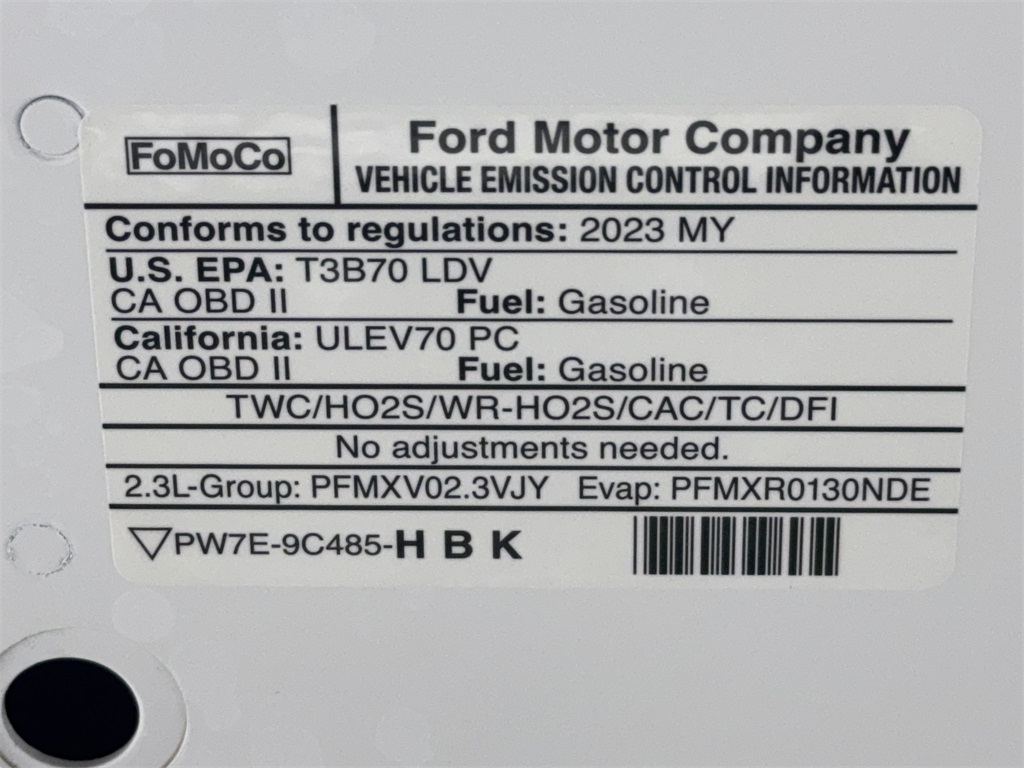 FoMoCo
Ford Motor Company
VEHICLE EMISSION CONTROL INFORMATION
Conforms to regulations: 2023 MY
U.S. EPA: T3B70 LDV
CA OBD II Fuel: Gasoline
California: ULEV70 PC
CA OBD II Fuel: Gasoline
TWC/HO2S/WR-HO2S/CAC/TC/DFI
No adjustments needed.
2.3L-Group: PFMXV02.3VJY Evap: PFMXR0130NDE
PW7E-9C485-H B K